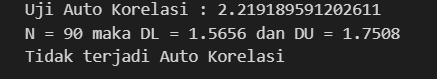 Uji Auto Korelasi : 2.219189591202611
N = 90 maka DL = 1.5656 dan DU = 1.7508
Tidak terjadi Auto Korelasi